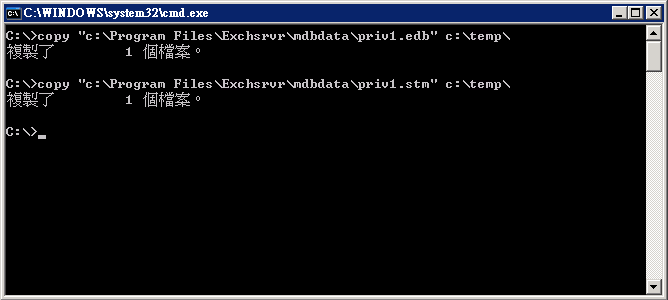 C:\WINDOWS\system32\cmd.exe
C:\>copy "c:\Program Files\Exchsrvr\mdbdata\priv1.edb" c:\temp\
複製了         1 個檔案。
C:\>copy "c:\Program Files\Exchsrvr\mdbdata\priv1.stm" c:\temp\
複製了         1 個檔案。
C:\>